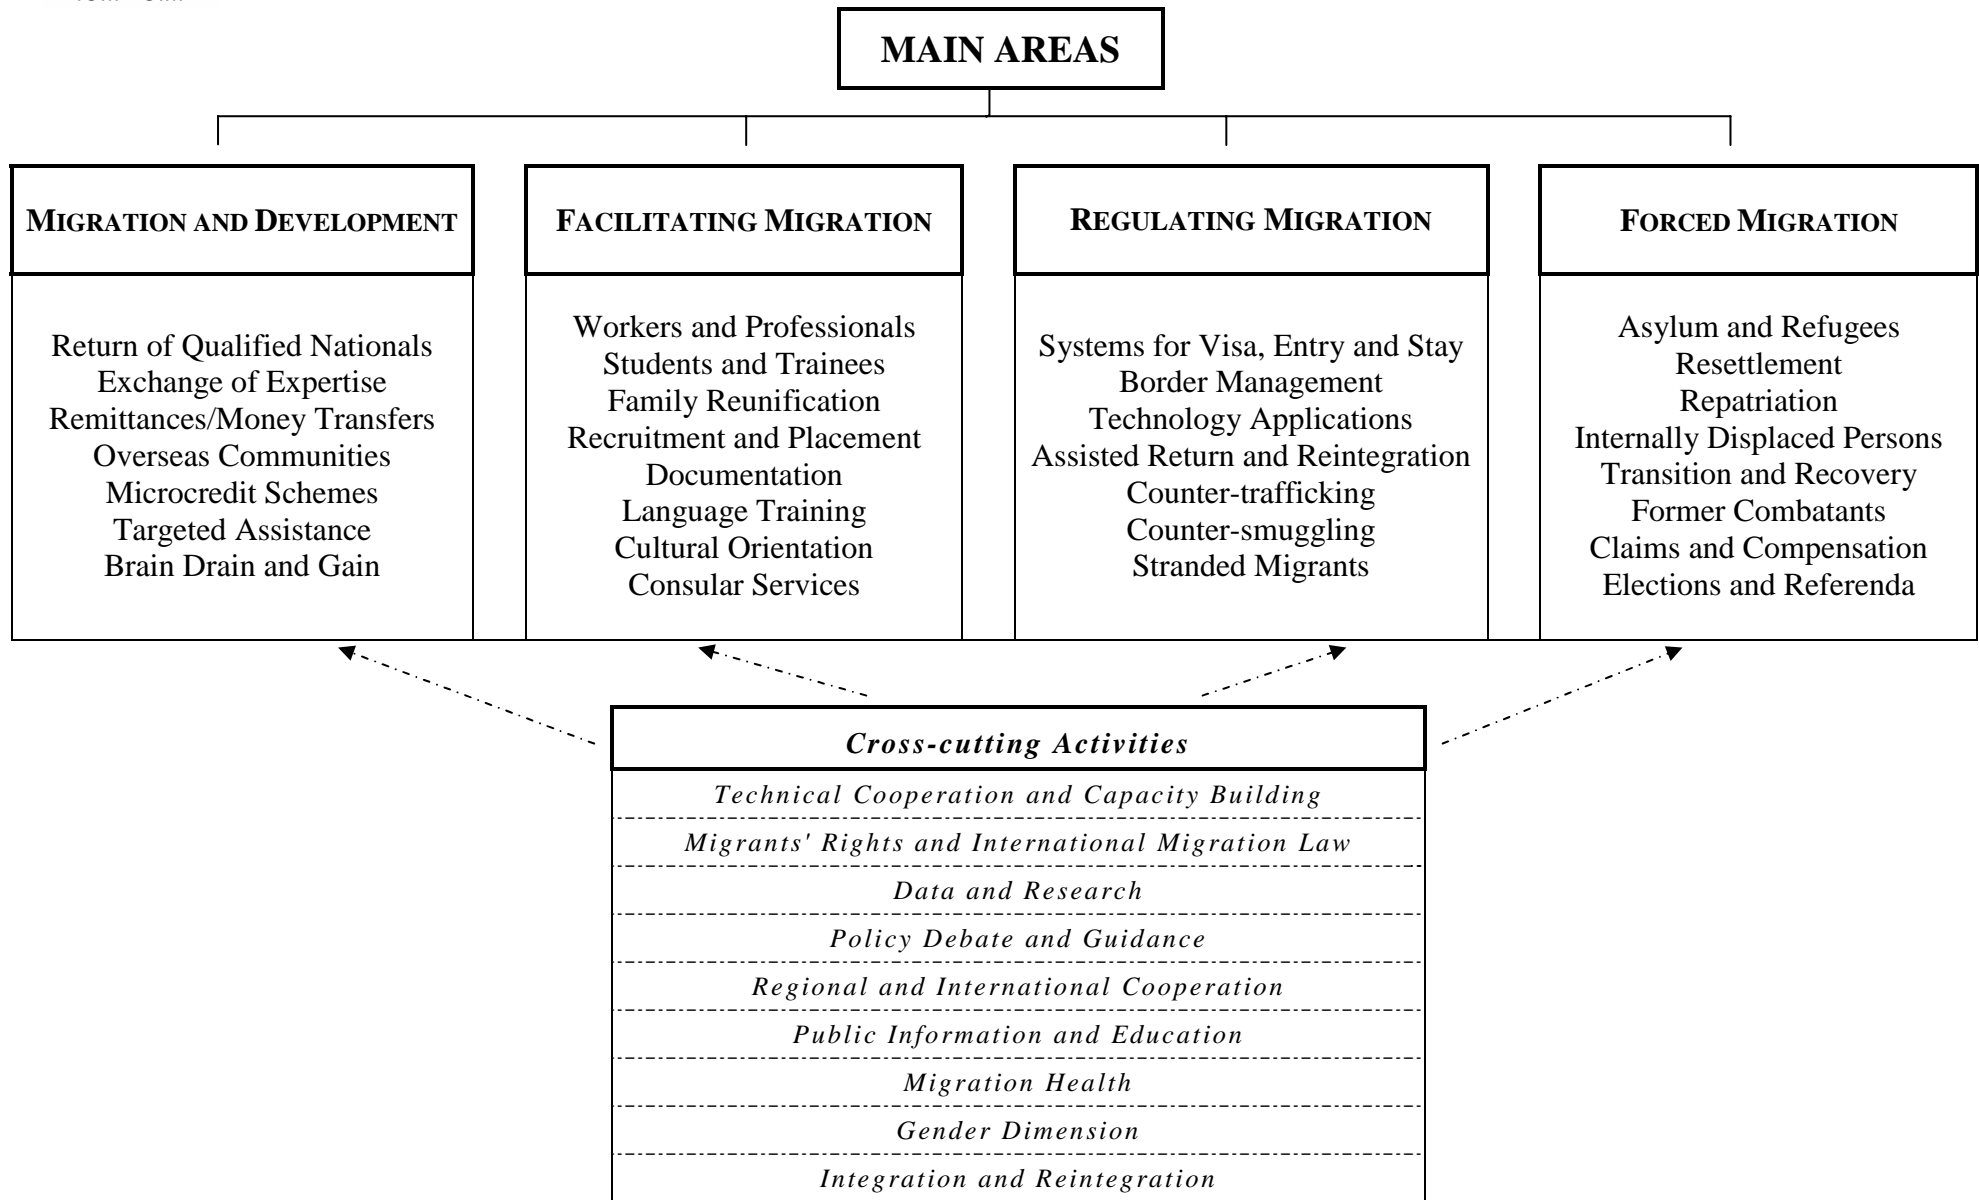 MAIN AREAS
MIGRATION AND DEVELOPMENT
Return of Qualified Nationals
Exchange of Expertise
Remittances/Money Transfers
Overseas Communities
Microcredit Schemes
Targeted Assistance
Brain Drain and Gain
FACILITATING MIGRATION
Workers and Professionals
Students and Trainees
Family Reunification
Recruitment and Placement
Documentation
Language Training
Cultural Orientation
Consular Services
REGULATING MIGRATION
Systems for Visa, Entry and Stay
Border Management
Technology Applications
Assisted Return and Reintegration
Counter-trafficking
Counter-smuggling
Stranded Migrants
FORCED MIGRATION
Asylum and Refugees
Resettlement
Repatriation
Internally Displaced Persons
Transition and Recovery
Former Combatants
Claims and Compensation
Elections and Referenda
Cross-cutting Activities
Technical Cooperation and Capacity Building
Migrants' Rights and International Migration Law
Data and Research
Policy Debate and Guidance
Regional and International Cooperation
Public Information and Education
Migration Health
Gender Dimension
Integration and Reintegration